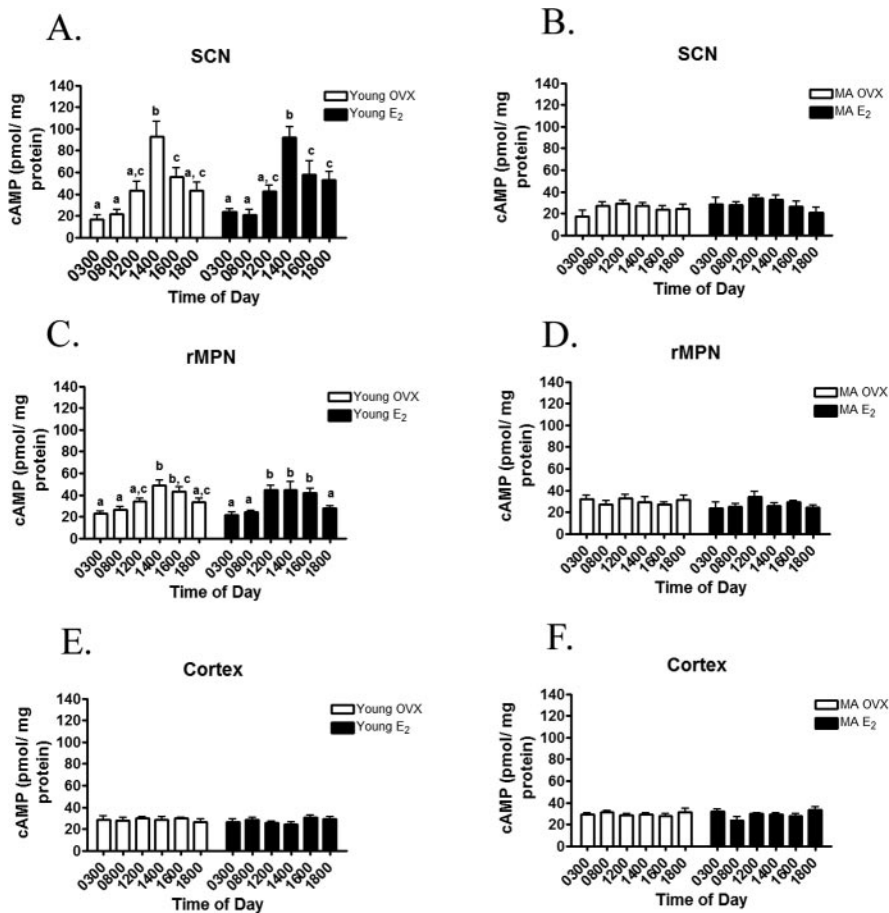 A.
SCN
cAMP (pmol/ mg
protein)
140
120
100
80
60
40
20
0
a
a
a,c
b
c
a, c
a
a
a, c
b
c
c
Young OVX
Young E2
0300
0800
1200
1400
1600
1800
0300
0800
1200
1400
1600
1800
Time of Day
B.
SCN
cAMP (pmol/ mg
protein)
140
120
100
80
60
40
20
0
MA OVX
MA E2
0300
0800
1200
1400
1600
1800
0300
0800
1200
1400
1600
1800
Time of Day
C.
rMPN
cAMP (pmol/ mg
protein)
140
120
100
80
60
40
20
0
a
a
a,c
b
b, c
a,c
a
a
b
b
b
a
Young OVX
Young E2
0300
0800
1200
1400
1600
1800
0300
0800
1200
1400
1600
1800
Time of Day
D.
rMPN
cAMP (pmol/ mg
protein)
140
120
100
80
60
40
20
0
MA OVX
MA E2
0300
0800
1200
1400
1600
1800
0300
0800
1200
1400
1600
1800
Time of Day
E.
Cortex
cAMP (pmol/ mg
protein)
140
120
100
80
60
40
20
0
Young OVX
Young E2
0300
0800
1200
1400
1600
1800
0300
0800
1200
1400
1600
1800
Time of Day
F.
Cortex
cAMP (pmol/ mg
protein)
140
120
100
80
60
40
20
0
MA OVX
MA E2
0300
0800
1200
1400
1600
1800
0300
0800
1200
1400
1600
1800
Time of Day